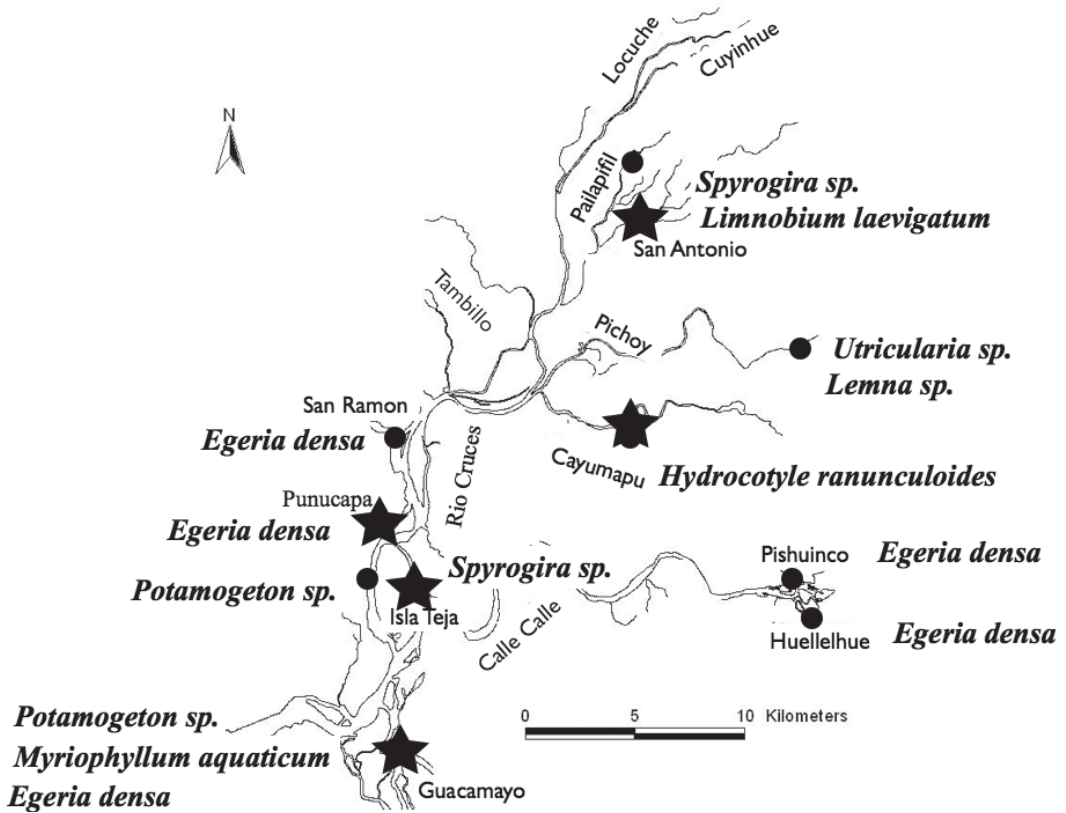 Locuche
Cuyinhue
N
Pailapifil
Spyrogira sp.
Limnobium laevigatum
San Antonio
Tambillo
Pichoy
Utricularia sp.
Lemna sp.
San Ramon
Egeria densa
Rio Cruces
Cayumapu
Hydrocotyle ranunculoides
Punucapa
Egeria densa
Potamogeton sp.
Spyrogira sp.
Isla Teja
Calle Calle
Pishuinco
Egeria densa
Huellelhue
Egeria densa
Potamogeton sp.
Myriophyllum aquaticum
Egeria densa
Guacamayo
0 5 10 Kilometers